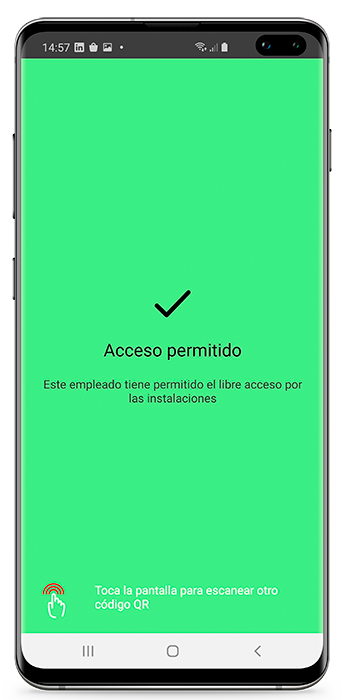 14:57
Acceso permitido
Este empleado tiene permitido el libre acceso por
las instalaciones
Toca la pantalla para escanear otro
código QR